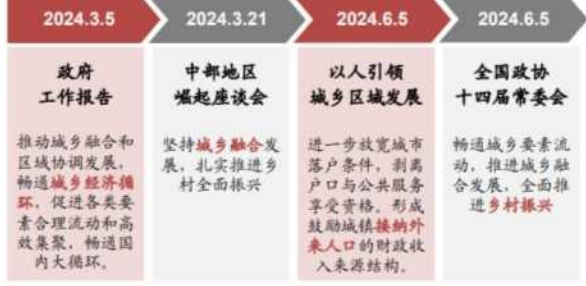 2024.3.5
政府
工作报告
推动城乡融合和
区域协调发展，
畅通城乡经济循
环，促进各类要
素合理流动和高
效集聚，畅通国
内大循环。
2024.3.21
中部地区
崛起座谈会
坚持城乡融合发
展，扎实推进乡
村全面振兴
2024.6.5
以人引领
城乡区域发展
进一步放宽城市
落户条件，剥离
户口与公共服务
享受资格。形成
鼓励城镇接纳外
来人口的财政收
入来源结构。
2024.6.5
全国政协
十四届常委会
畅通城乡要素流
动，推进城乡融
合发展，全面推
进乡村振兴